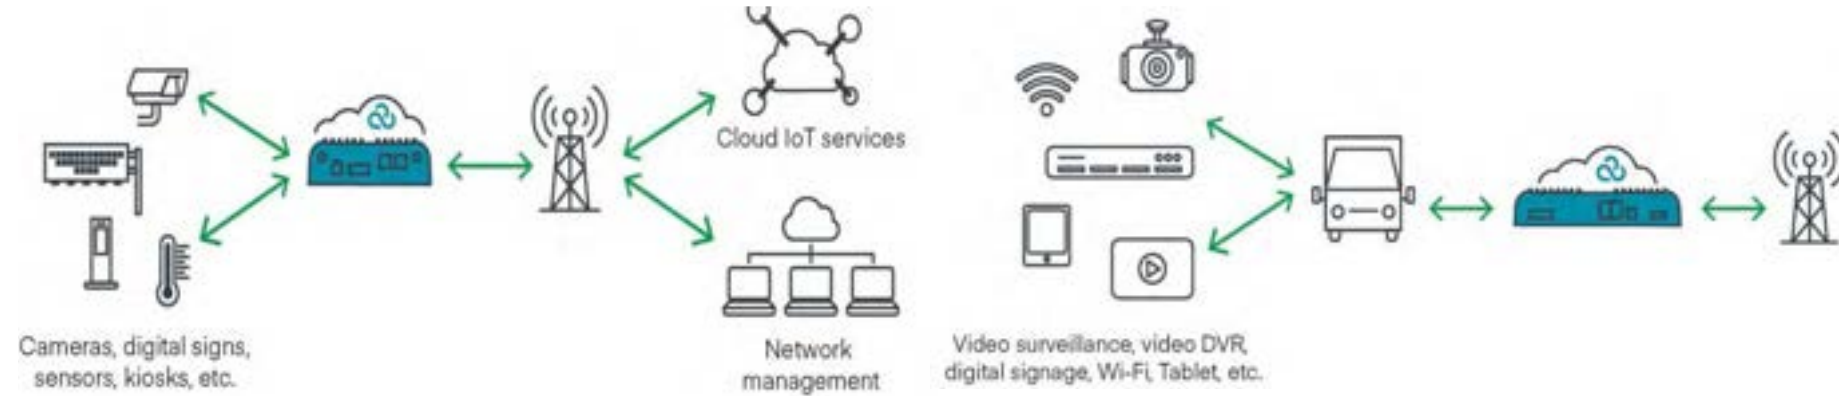 Cloud IoT services
Cameras, digital signs,
sensors, kiosks, etc.
Network
management
Video surveillance, video DVR,
digital signage, Wi-Fi, Tablet, etc.